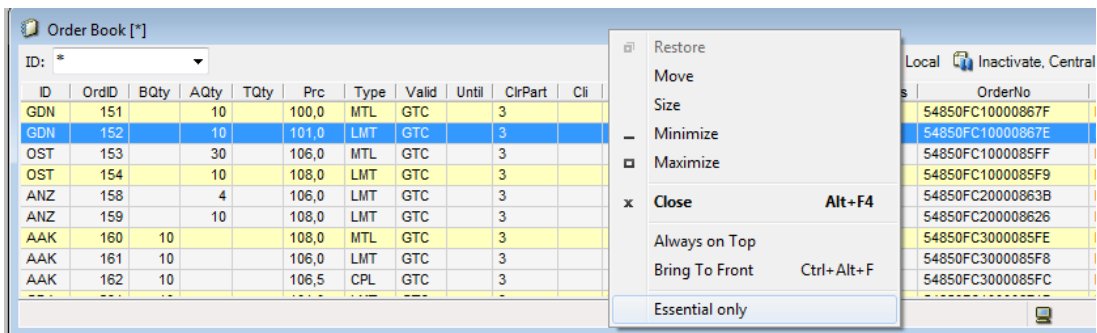 Order Book [*]
ID: *
Local Inactivate, Central
ID OrdID BQty AQty TQty Prc Type Valid Until ClrPart Cli s OrderNo
GDN 151 10 100,0 MTL GTC 3 54850FC10000867F
GDN 152 10 101,0 LMT GTC 3 54850FC10000867E
OST 153 30 106,0 MTL GTC 3 54850FC1000085FF
OST 154 10 108,0 LMT GTC 3 54850FC1000085F9
ANZ 158 4 106,0 LMT GTC 3 54850FC20000863B
ANZ 159 10 108,0 LMT GTC 3 54850FC200008626
AAK 160 10 108,0 MTL GTC 3 54850FC3000085FE
AAK 161 10 106,0 LMT GTC 3 54850FC3000085F8
AAK 162 10 106,5 CPL GTC 3 54850FC3000085FC
Restore
Move
Size
Minimize
Maximize
x Close Alt+F4
Always on Top
Bring To Front Ctrl+Alt+F
Essential only